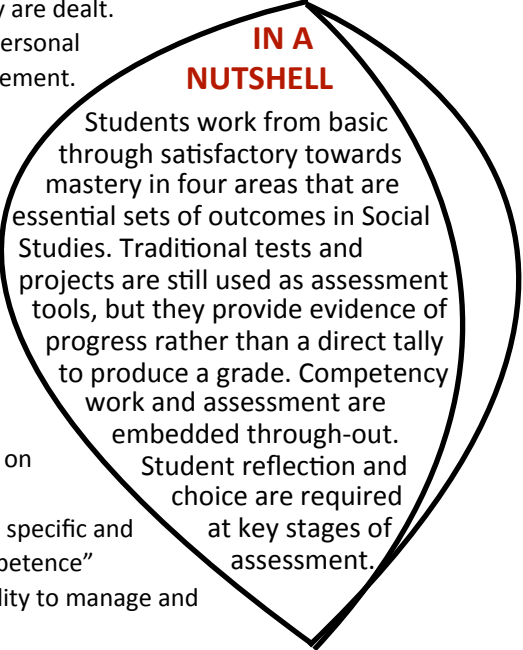 y are dealt.
ersonal
ement.
IN A
NUTSHELL
Students work from basic
through satisfactory towards
mastery in four areas that are
essential sets of outcomes in Social
Studies. Traditional tests and
projects are still used as assessment
tools, but they provide evidence of
progress rather than a direct tally
to produce a grade. Competency
work and assessment are
embedded through-out.
Student reflection and
choice are required
at key stages of
assessment.
on
specific and
petence”
lity to manage and